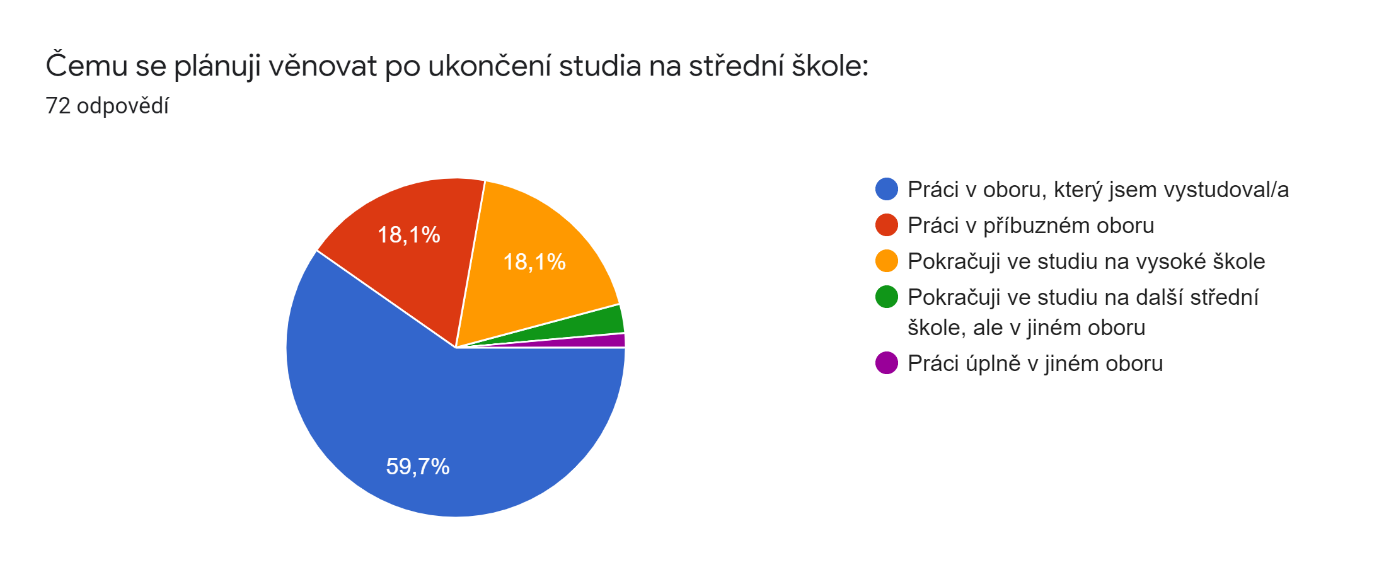 Čemu se plánuji věnovat po ukončení studia na střední škole:
72 odpovědí
18,1%
18,1%
59,7%
Práci v oboru, který jsem vystudoval/a
Práci v příbuzném oboru
Pokračuji ve studiu na vysoké škole
Pokračuji ve studiu na další střední
škole, ale v jiném oboru
Práci úplně v jiném oboru